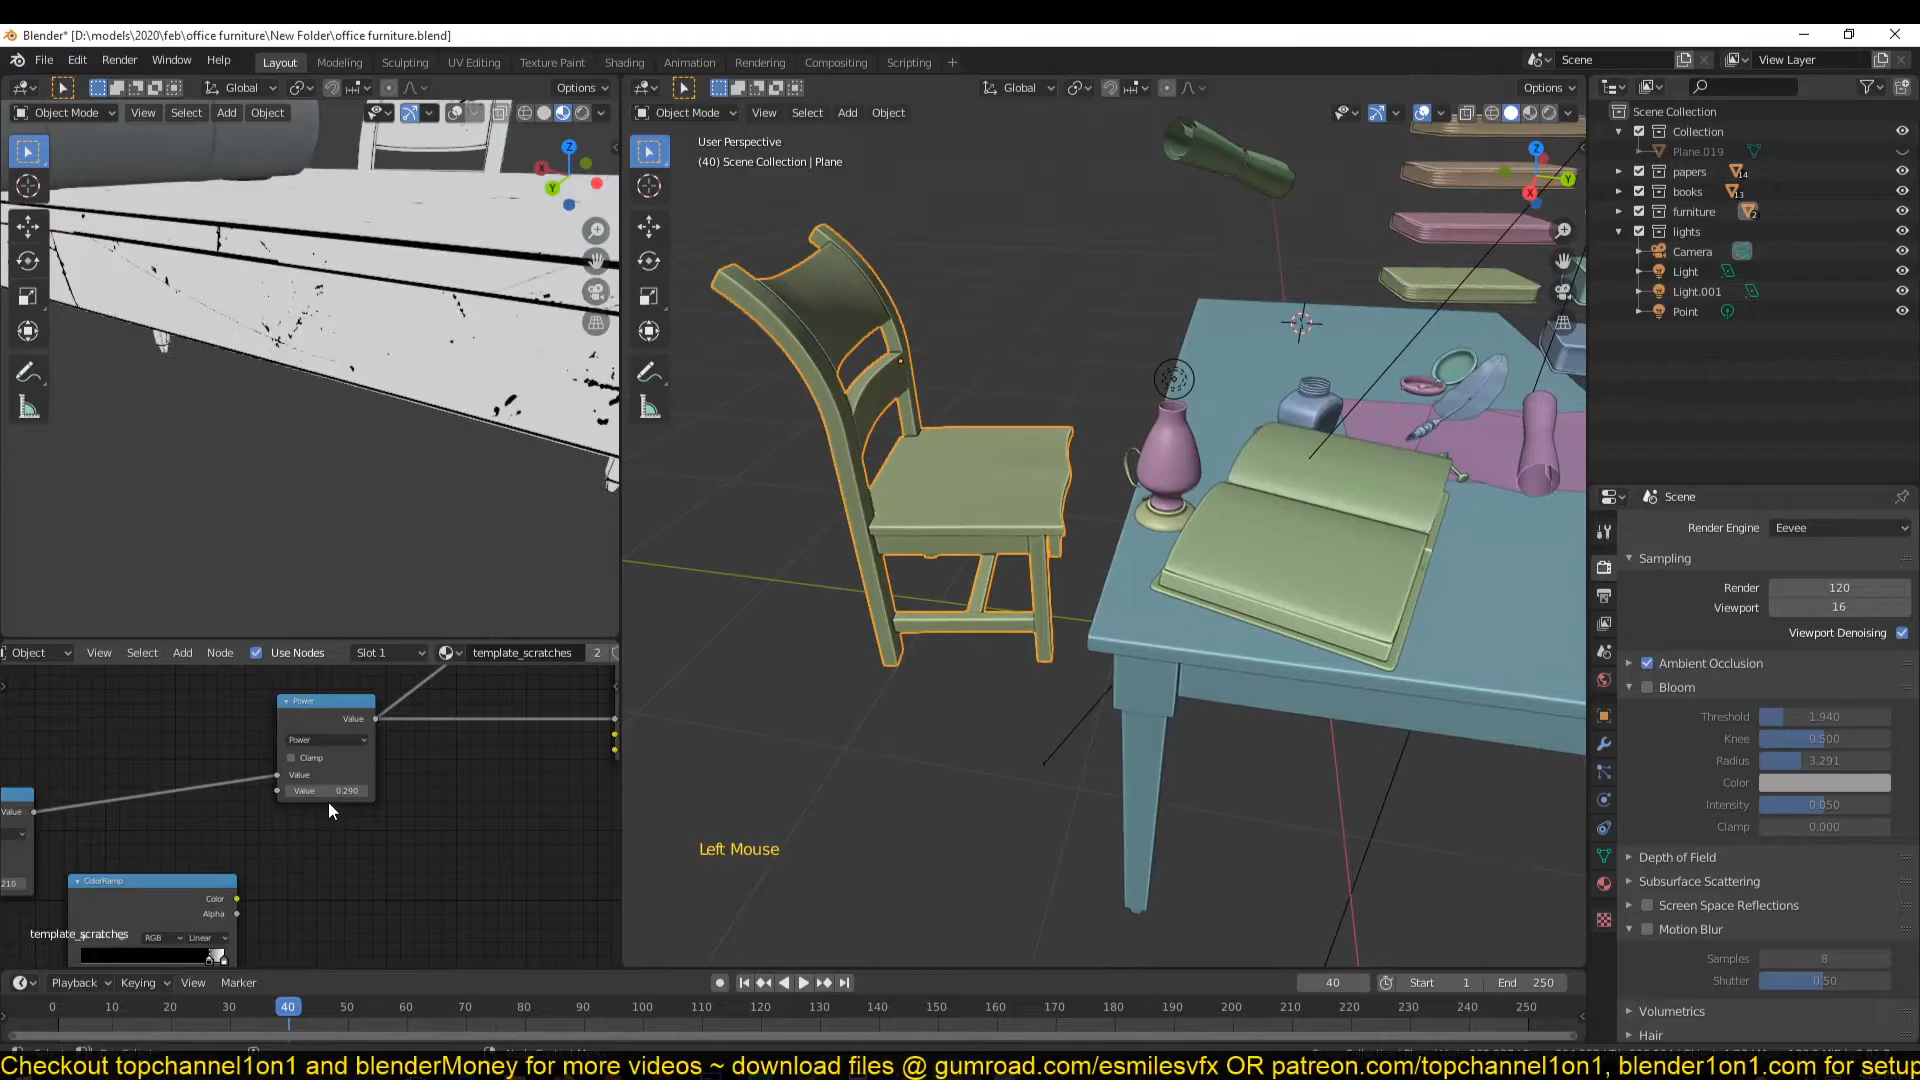 Blender* [D:\models\2020\feb\office furniture\New Folder\office furniture.blend]
File Edit Render Window Help Layout Modeling Sculpting UV Editing Texture Paint Shading Animation Rendering Compositing Scripting + Scene View Layer
Global Options Global Options
Object Mode View Select Add Object Object Mode View Select Add Object
User Perspective
(40) Scene Collection | Plane
Scene Collection
Collection
Plane.019
papers 14
books 13
furniture 2
lights
Camera
Light
Light.001
Point
Z
X
Y
Z
Y
X
Scene
Render Engine Eevee
Sampling
Render 120
Viewport 16
Viewport Denoising
Ambient Occlusion
Bloom
Threshold 1.940
Knee 0.500
Radius 3.291
Color
Intensity 0.050
Clamp 0.000
Depth of Field
Subsurface Scattering
Screen Space Reflections
Motion Blur
Samples 8
Shutter 0.50
Volumetrics
Hair
Object View Select Add Node Use Nodes Slot 1 template_scratches 2
Power
Value
Power
Clamp
Value
Value 0.290
Value
210
ColorRamp
Color
Alpha
template_scratches
RGB Linear
Left Mouse
Playback Keying View Marker 40 Start 1 End 250
0 10 20 30 40 50 60 70 80 90 100 110 120 130 140 150 160 170 180 190 200 210 220 230 240 250
Checkout topchannel1on1 and blenderMoney for more videos ~ download files @ gumroad.com/esmilesvfx OR patreon.com/topchannel1on1, blender1on1.com for setup